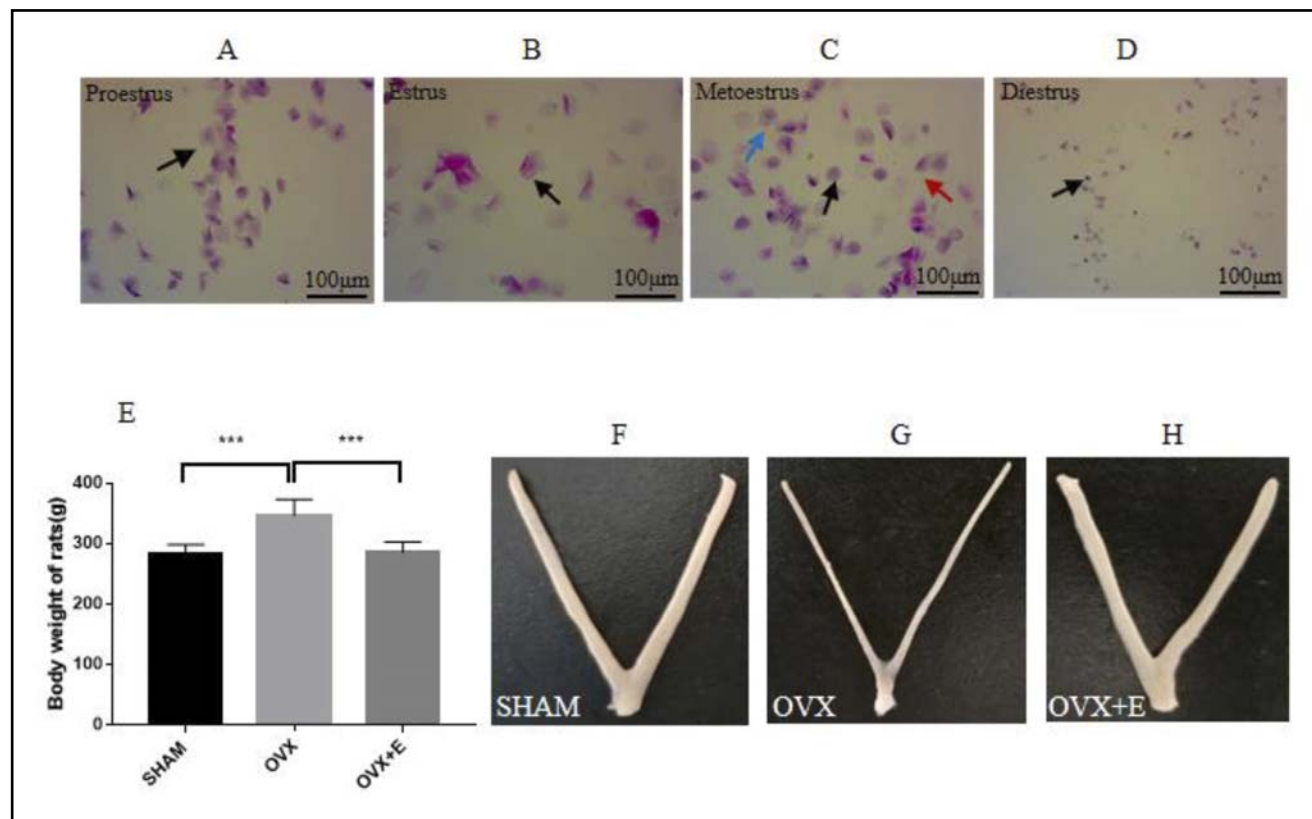 A
B
C
D
Proestrus
Estrus
Metoestrus
Diestrus
100μm
100μm
100μm
100μm
E
***
***
F
G
H
400
300
200
100
0
Body weight of rats(g)
SHAM
OVX
OVX+E
SHAM
OVX
OVX+E